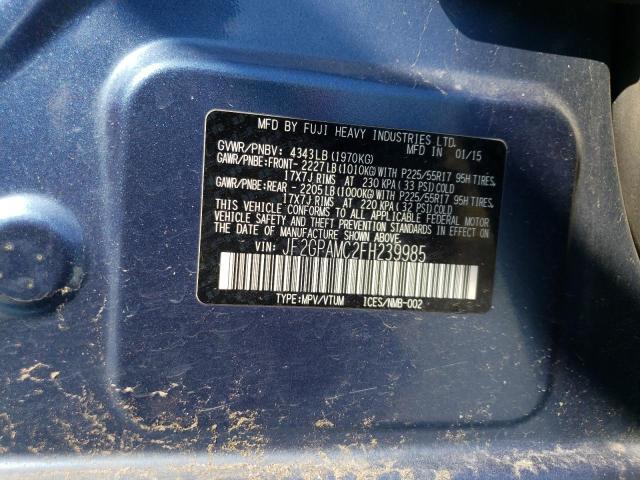 MFD BY FUJI HEAVY INDUSTRIES,LTD.
GVWR/PNBV: 4343LB(1970KG) MFD IN 01/15
GAWR/PNBE:FRONT- 2227LB(1010KG)WITH P225/55R17 95H TIRES,
17X7J RIMS AT 230 KPA(33 PSI)COLD
GAWR/PNBE:REAR - 2205LB(1000KG)WITH P225/55R17 95H TIRES,
17X7J RIMS AT 220 KPA(32 PSI)COLD
THIS VEHICLE CONFORMS TO ALL APPLICABLE FEDERAL MOTOR
VEHICLE SAFETY AND THEFT PREVENTION STANDARDS IN EFFECT ON
THE DATE OF MANUFACTURE SHOWN ABOVE.
VIN: JF2GPAMC2FH239985
TYPE:MPV/VTUM ICES/NMB-002